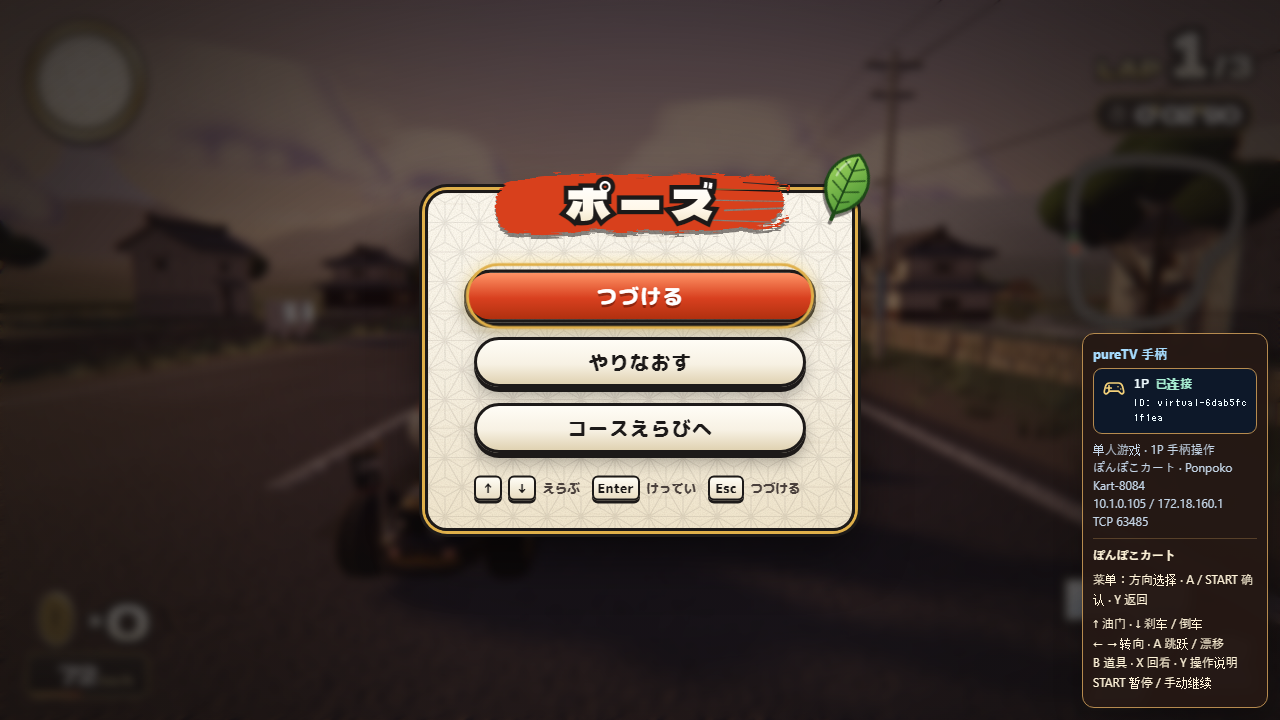 1/3
ポーズ
つづける
やりなおす
コースえらびへ
↑ ↓ えらぶ Enter けってい Esc つづける
pureTV 手柄
1P 已连接
ID: virtual-6dab5fc
1f1ea
单人游戏 · 1P 手柄操作
ぽんぽこカート · Ponpoko
Kart-8084
10.1.0.105 / 172.18.160.1
TCP 63485
ぽんぽこカート
菜单：方向选择 · A / START 确
认 · Y 返回
↑ 油门 · ↓ 刹车 / 倒车
← → 转向 · A 跳跃 / 漂移
B 道具 · X 回看 · Y 操作说明
START 暂停 / 手动继续